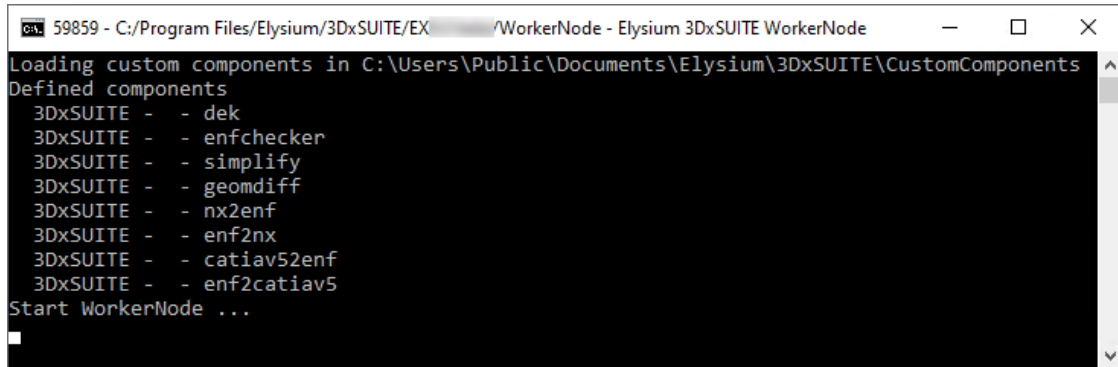 59859 - C:/Program Files/Elysium/3DxSUITE/EX /WorkerNode - Elysium 3DxSUITE WorkerNode
Loading custom components in C:\Users\Public\Documents\Elysium\3DxSUITE\CustomComponents
Defined components
  3DxSUITE -  - dek
  3DxSUITE -  - enfchecker
  3DxSUITE -  - simplify
  3DxSUITE -  - geomdiff
  3DxSUITE -  - nx2enf
  3DxSUITE -  - enf2nx
  3DxSUITE -  - catiav52enf
  3DxSUITE -  - enf2catiav5
Start WorkerNode ...